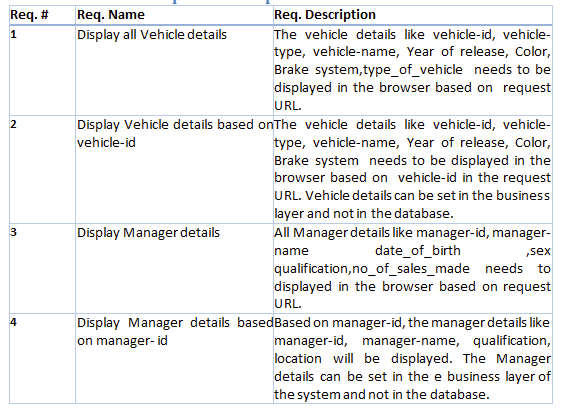 Req. # Req. Name Req. Description
1 Display all Vehicle details The vehicle details like vehicle-id, vehicle-
type, vehicle-name, Year of release, Color,
Brake system,type_of_vehicle needs to be
displayed in the browser based on request
URL.
2 Display Vehicle details based on The vehicle details like vehicle-id, vehicle-
vehicle-id type, vehicle-name, Year of release, Color,
Brake system needs to be displayed in the
browser based on vehicle-id in the request
URL. Vehicle details can be set in the business
layer and not in the database.
3 Display Manager details All Manager details like manager-id, manager-
name date_of_birth ,sex
qualification,no_of_sales_made needs to
displayed in the browser based on request
URL.
4 Display Manager details based Based on manager-id, the manager details like
on manager- id manager-id, manager-name, qualification,
location will be displayed. The Manager
details can be set in the e business layer of
the system and not in the database.